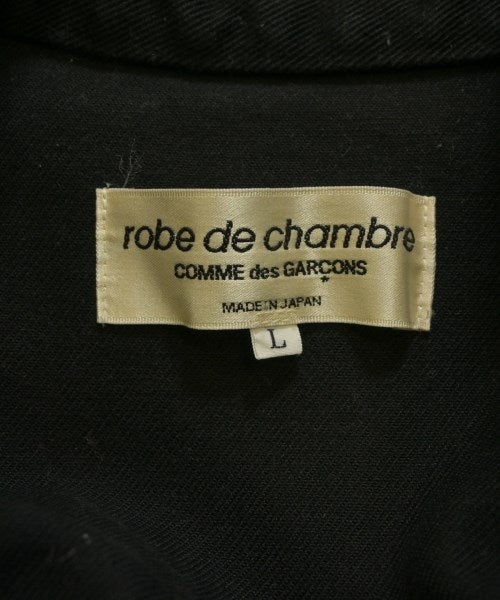 robe de chambre
COMME des GARÇONS
MADE IN JAPAN
L